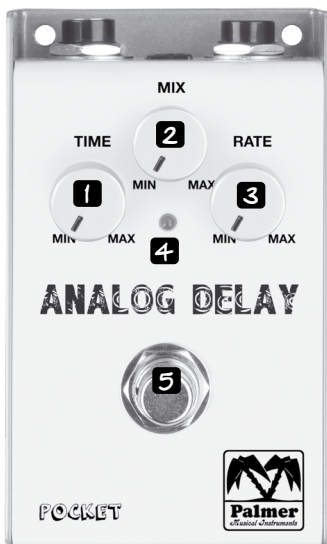 MIX
2
TIME
RATE
1
3
MIN MAX
MIN MAX
MIN MAX
4
ANALOG DELAY
5
POCKET
Palmer
Musical Instruments